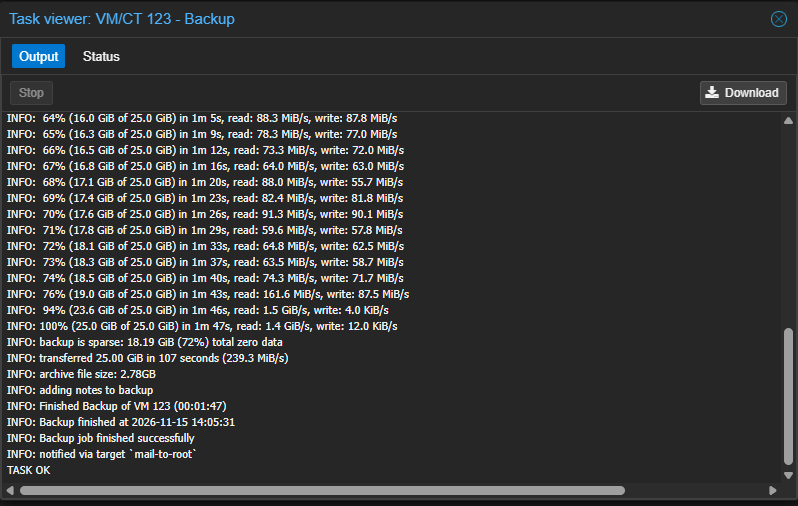 Task viewer: VM/CT 123 - Backup
Output Status
Stop Download
INFO: 64% (16.0 GiB of 25.0 GiB) in 1m 5s, read: 88.3 MiB/s, write: 87.8 MiB/s
INFO: 65% (16.3 GiB of 25.0 GiB) in 1m 9s, read: 78.3 MiB/s, write: 77.0 MiB/s
INFO: 66% (16.5 GiB of 25.0 GiB) in 1m 12s, read: 73.3 MiB/s, write: 72.0 MiB/s
INFO: 67% (16.8 GiB of 25.0 GiB) in 1m 16s, read: 64.0 MiB/s, write: 63.0 MiB/s
INFO: 68% (17.1 GiB of 25.0 GiB) in 1m 20s, read: 88.0 MiB/s, write: 55.7 MiB/s
INFO: 69% (17.4 GiB of 25.0 GiB) in 1m 23s, read: 82.4 MiB/s, write: 81.8 MiB/s
INFO: 70% (17.6 GiB of 25.0 GiB) in 1m 26s, read: 91.3 MiB/s, write: 90.1 MiB/s
INFO: 71% (17.8 GiB of 25.0 GiB) in 1m 29s, read: 59.6 MiB/s, write: 57.8 MiB/s
INFO: 72% (18.1 GiB of 25.0 GiB) in 1m 33s, read: 64.8 MiB/s, write: 62.5 MiB/s
INFO: 73% (18.3 GiB of 25.0 GiB) in 1m 37s, read: 63.5 MiB/s, write: 58.7 MiB/s
INFO: 74% (18.5 GiB of 25.0 GiB) in 1m 40s, read: 74.3 MiB/s, write: 71.7 MiB/s
INFO: 76% (19.0 GiB of 25.0 GiB) in 1m 43s, read: 161.6 MiB/s, write: 87.5 MiB/s
INFO: 94% (23.6 GiB of 25.0 GiB) in 1m 46s, read: 1.5 GiB/s, write: 4.0 KiB/s
INFO: 100% (25.0 GiB of 25.0 GiB) in 1m 47s, read: 1.4 GiB/s, write: 12.0 KiB/s
INFO: backup is sparse: 18.19 GiB (72%) total zero data
INFO: transferred 25.00 GiB in 107 seconds (239.3 MiB/s)
INFO: archive file size: 2.78GB
INFO: adding notes to backup
INFO: Finished Backup of VM 123 (00:01:47)
INFO: Backup finished at 2026-11-15 14:05:31
INFO: Backup job finished successfully
INFO: notified via target `mail-to-root`
TASK OK